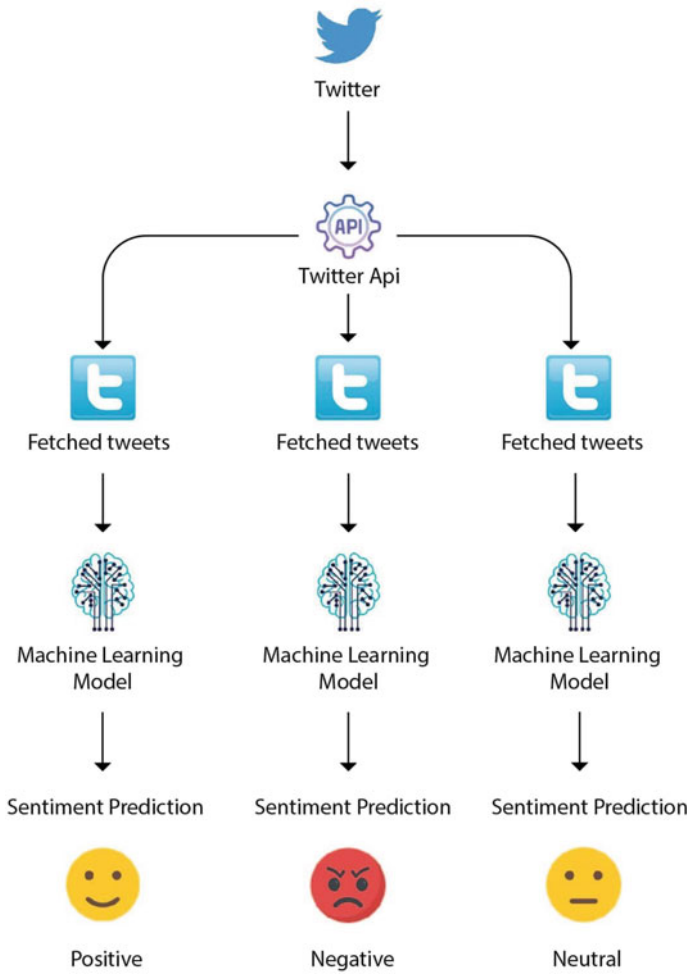 Twitter
API
Twitter Api
t
t
t
Fetched tweets
Fetched tweets
Fetched tweets
Machine Learning
Model
Machine Learning
Model
Machine Learning
Model
Sentiment Prediction
Sentiment Prediction
Sentiment Prediction
Positive
Negative
Neutral